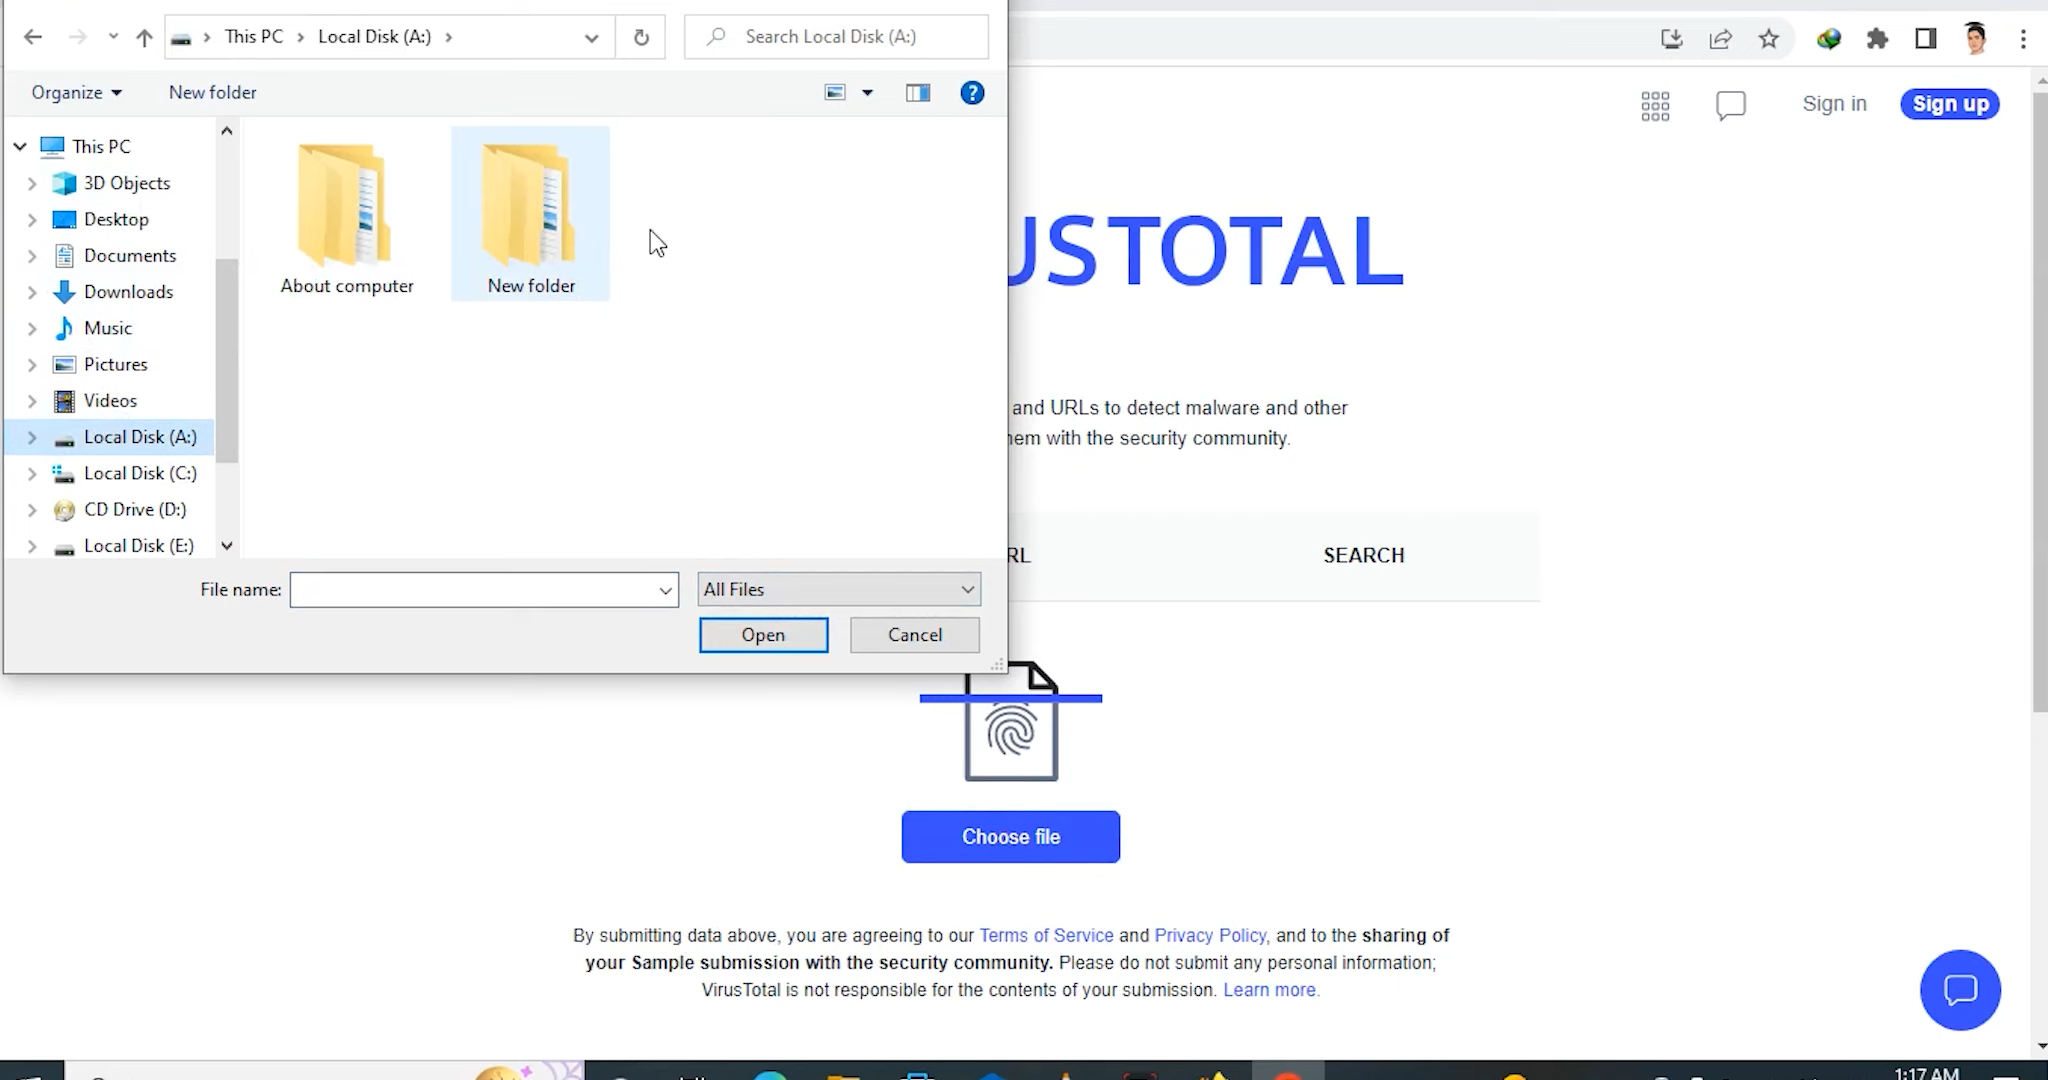 This PC
Local Disk (A:)
Search Local Disk (A:)
Organize
New folder
Sign in
Sign up
This PC
3D Objects
Desktop
Documents
Downloads
Music
Pictures
Videos
Local Disk (A:)
Local Disk (C:)
CD Drive (D:)
Local Disk (E:)
About computer
New folder
File name:
All Files
Open
Cancel
USTOTAL
and URLs to detect malware and other
em with the security community.
RL
SEARCH
Choose file
By submitting data above, you are agreeing to our Terms of Service and Privacy Policy, and to the sharing of
your Sample submission with the security community. Please do not submit any personal information;
VirusTotal is not responsible for the contents of your submission. Learn more.
1:17 AM